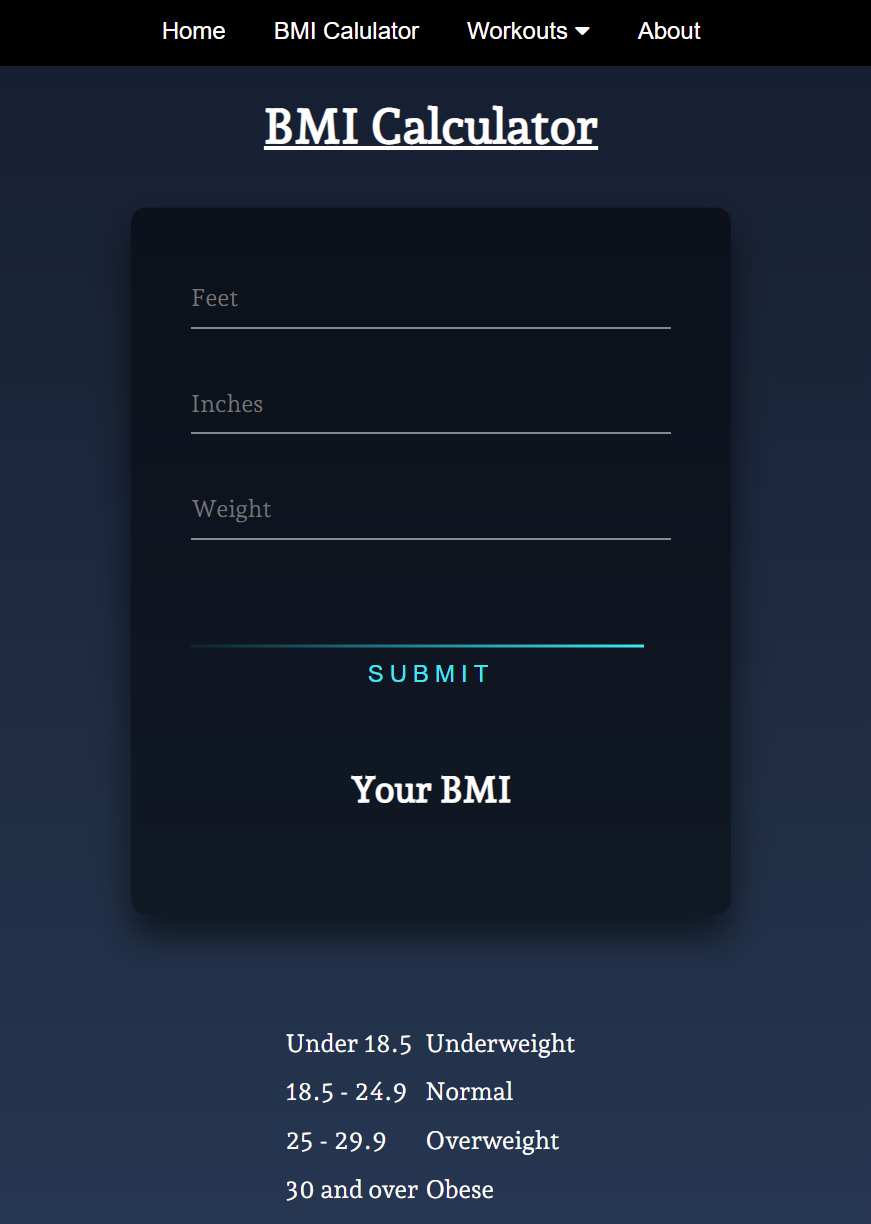 Home BMI Calulator Workouts About
BMI Calculator
Feet
Inches
Weight
SUBMIT
Your BMI
Under 18.5 Underweight
18.5 - 24.9 Normal
25 - 29.9 Overweight
30 and over Obese